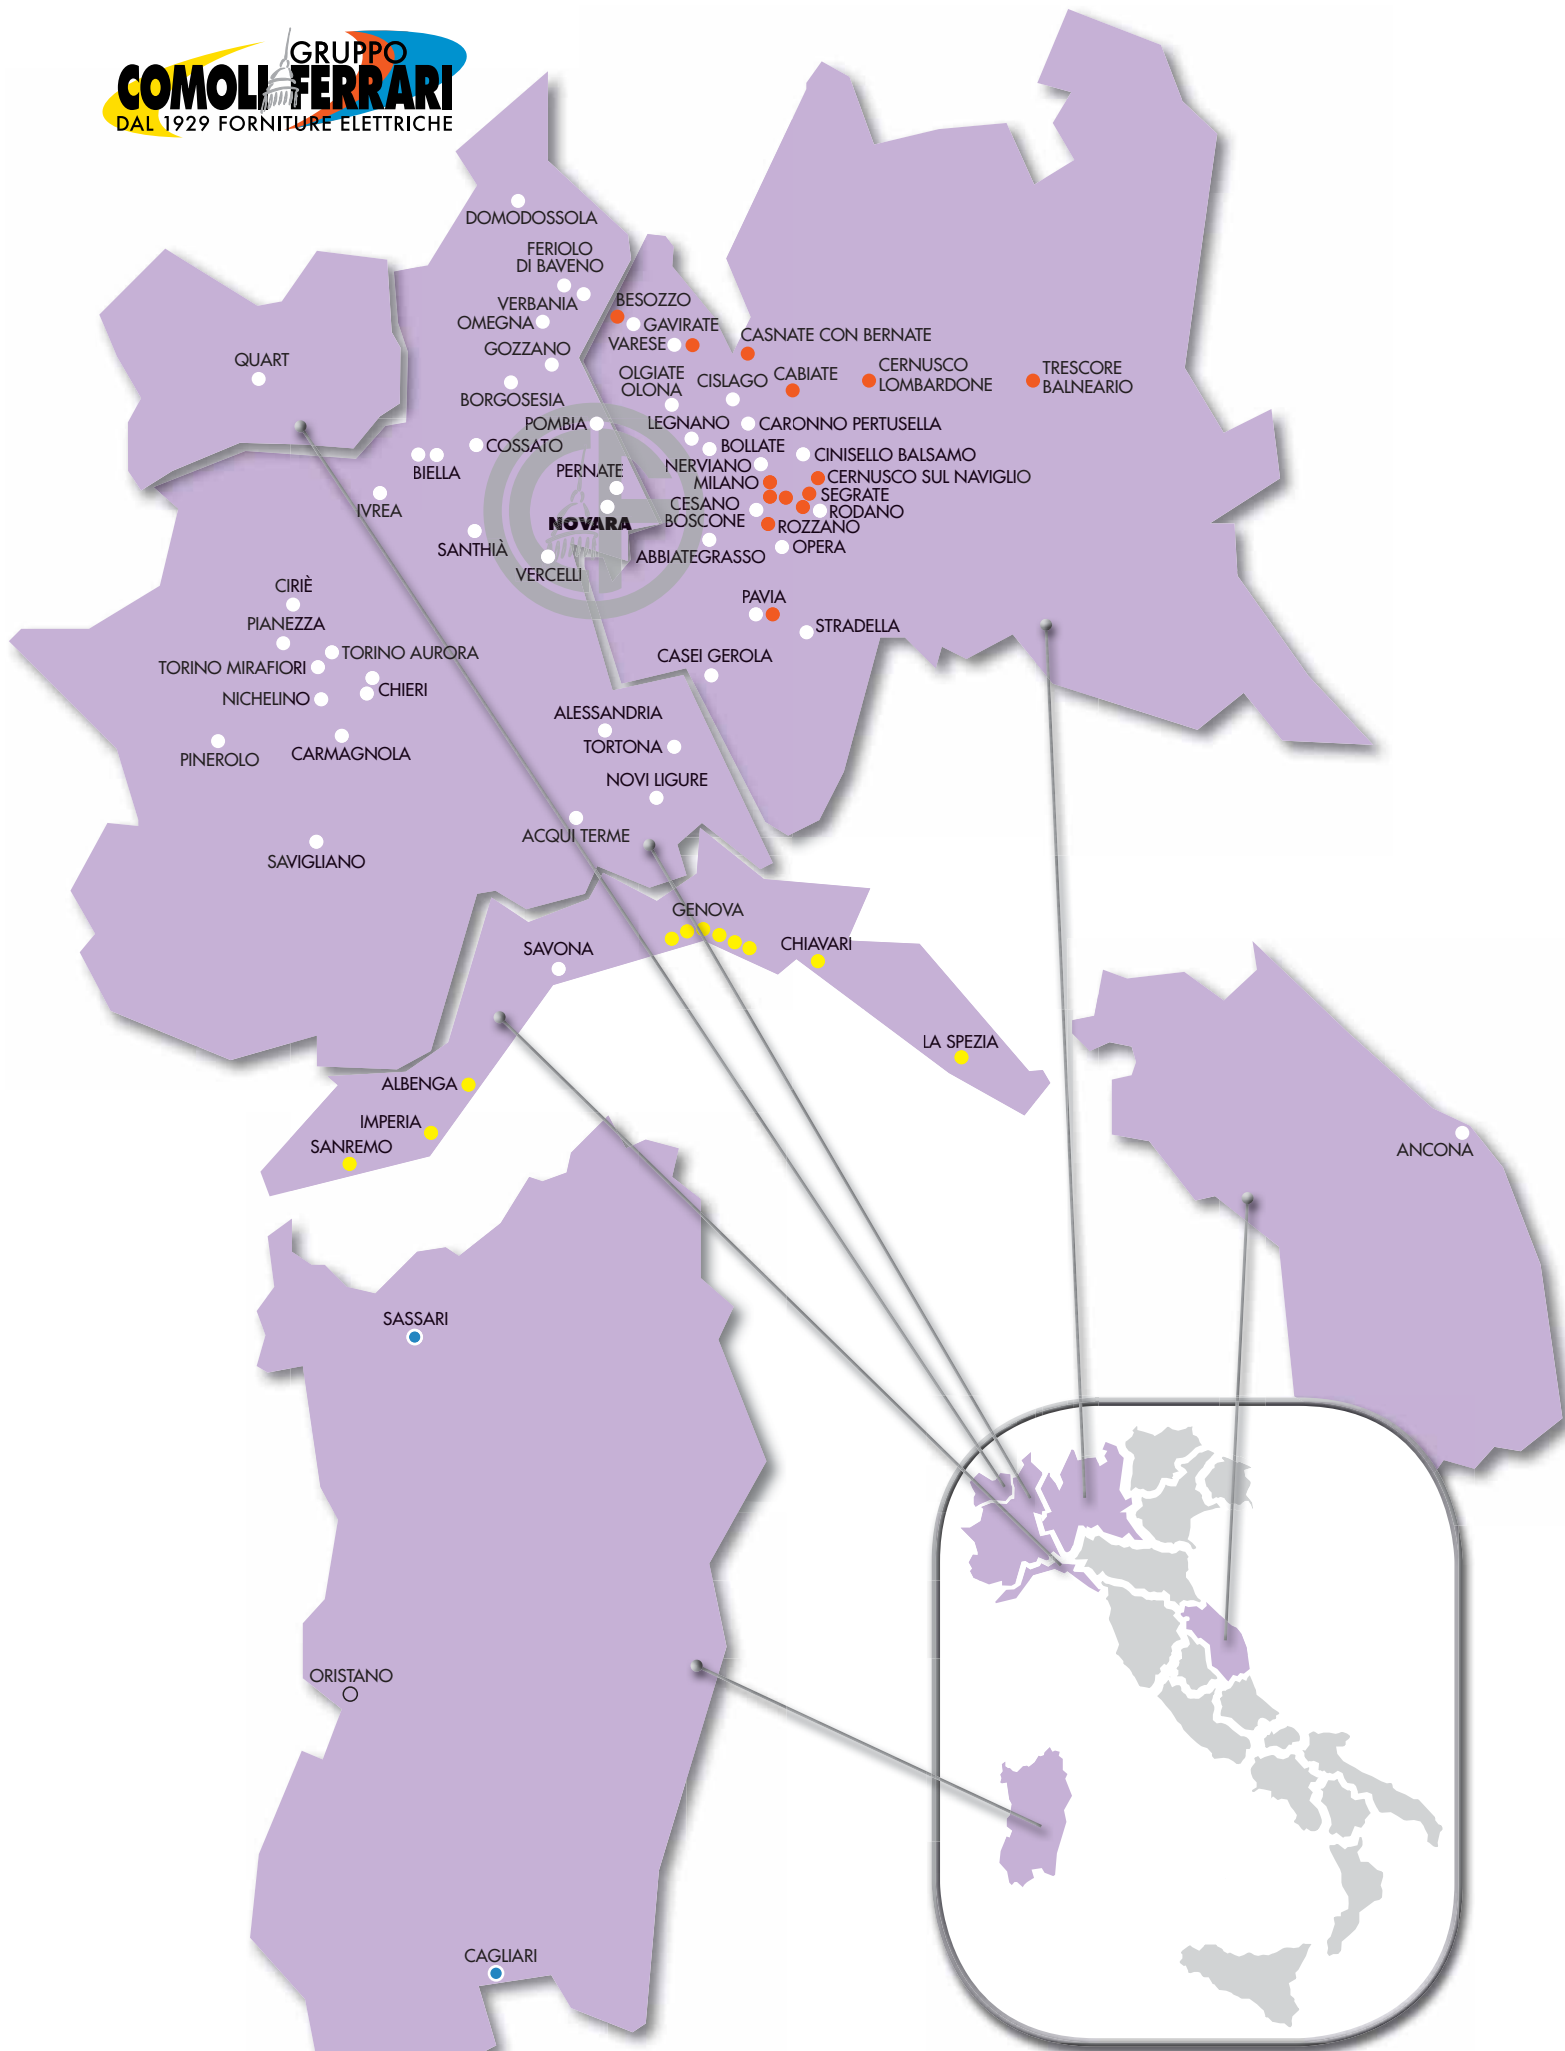 GRUPPO
COMOLI FERRARI
DAL 1929 FORNITURE ELETTRICHE
DOMODOSSOLA
FERIOLO
DI BAVENO
VERBANIA
OMEGNA
GOZZANO
BORGOSESIA
POMBIA
COSSATO
BIELLA
PERNATE
IVREA
NOVARA
SANTHIÀ
VERCELLI
QUART
BESOZZO
GAVIRATE
VARESE
CASNATE CON BERNATE
OLGIATE
OLONA
CISLAGO
CABIATE
CERNUSCO
LOMBARDONE
TRESCORE
BALNEARIO
LEGNANO
CARONNO PERTUSELLA
BOLLATE
CINISELLO BALSAMO
NERVIANO
MILANO
CERNUSCO SUL NAVIGLIO
SEGRATE
CESANO
BOSCONE
RODANO
ROZZANO
ABBIATEGRASSO
OPERA
PAVIA
STRADELLA
CASEI GEROLA
CIRIÈ
PIANEZZA
TORINO AURORA
TORINO MIRAFIORI
CHIERI
NICHELINO
PINEROLO
CARMAGNOLA
SAVIGLIANO
ALESSANDRIA
TORTONA
NOVI LIGURE
ACQUI TERME
GENOVA
SAVONA
CHIAVARI
LA SPEZIA
ALBENGA
IMPERIA
SANREMO
ANCONA
SASSARI
ORISTANO
CAGLIARI